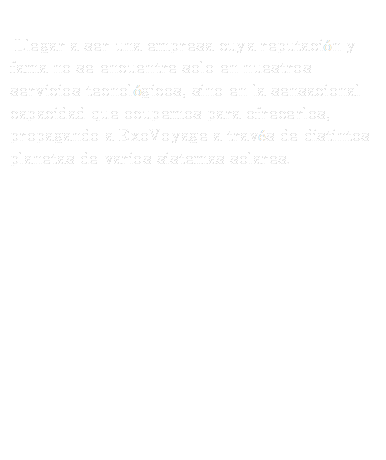 Llegar a ser una empresa cuya reputación y
fama no se encuentre solo en nuestros
servicios tecnológicos, sino en la sensacional
capacidad que ocupamos para ofrecerlos,
propagando a ExoVoyage a través de distintos
planetas de varios sistemas solares.